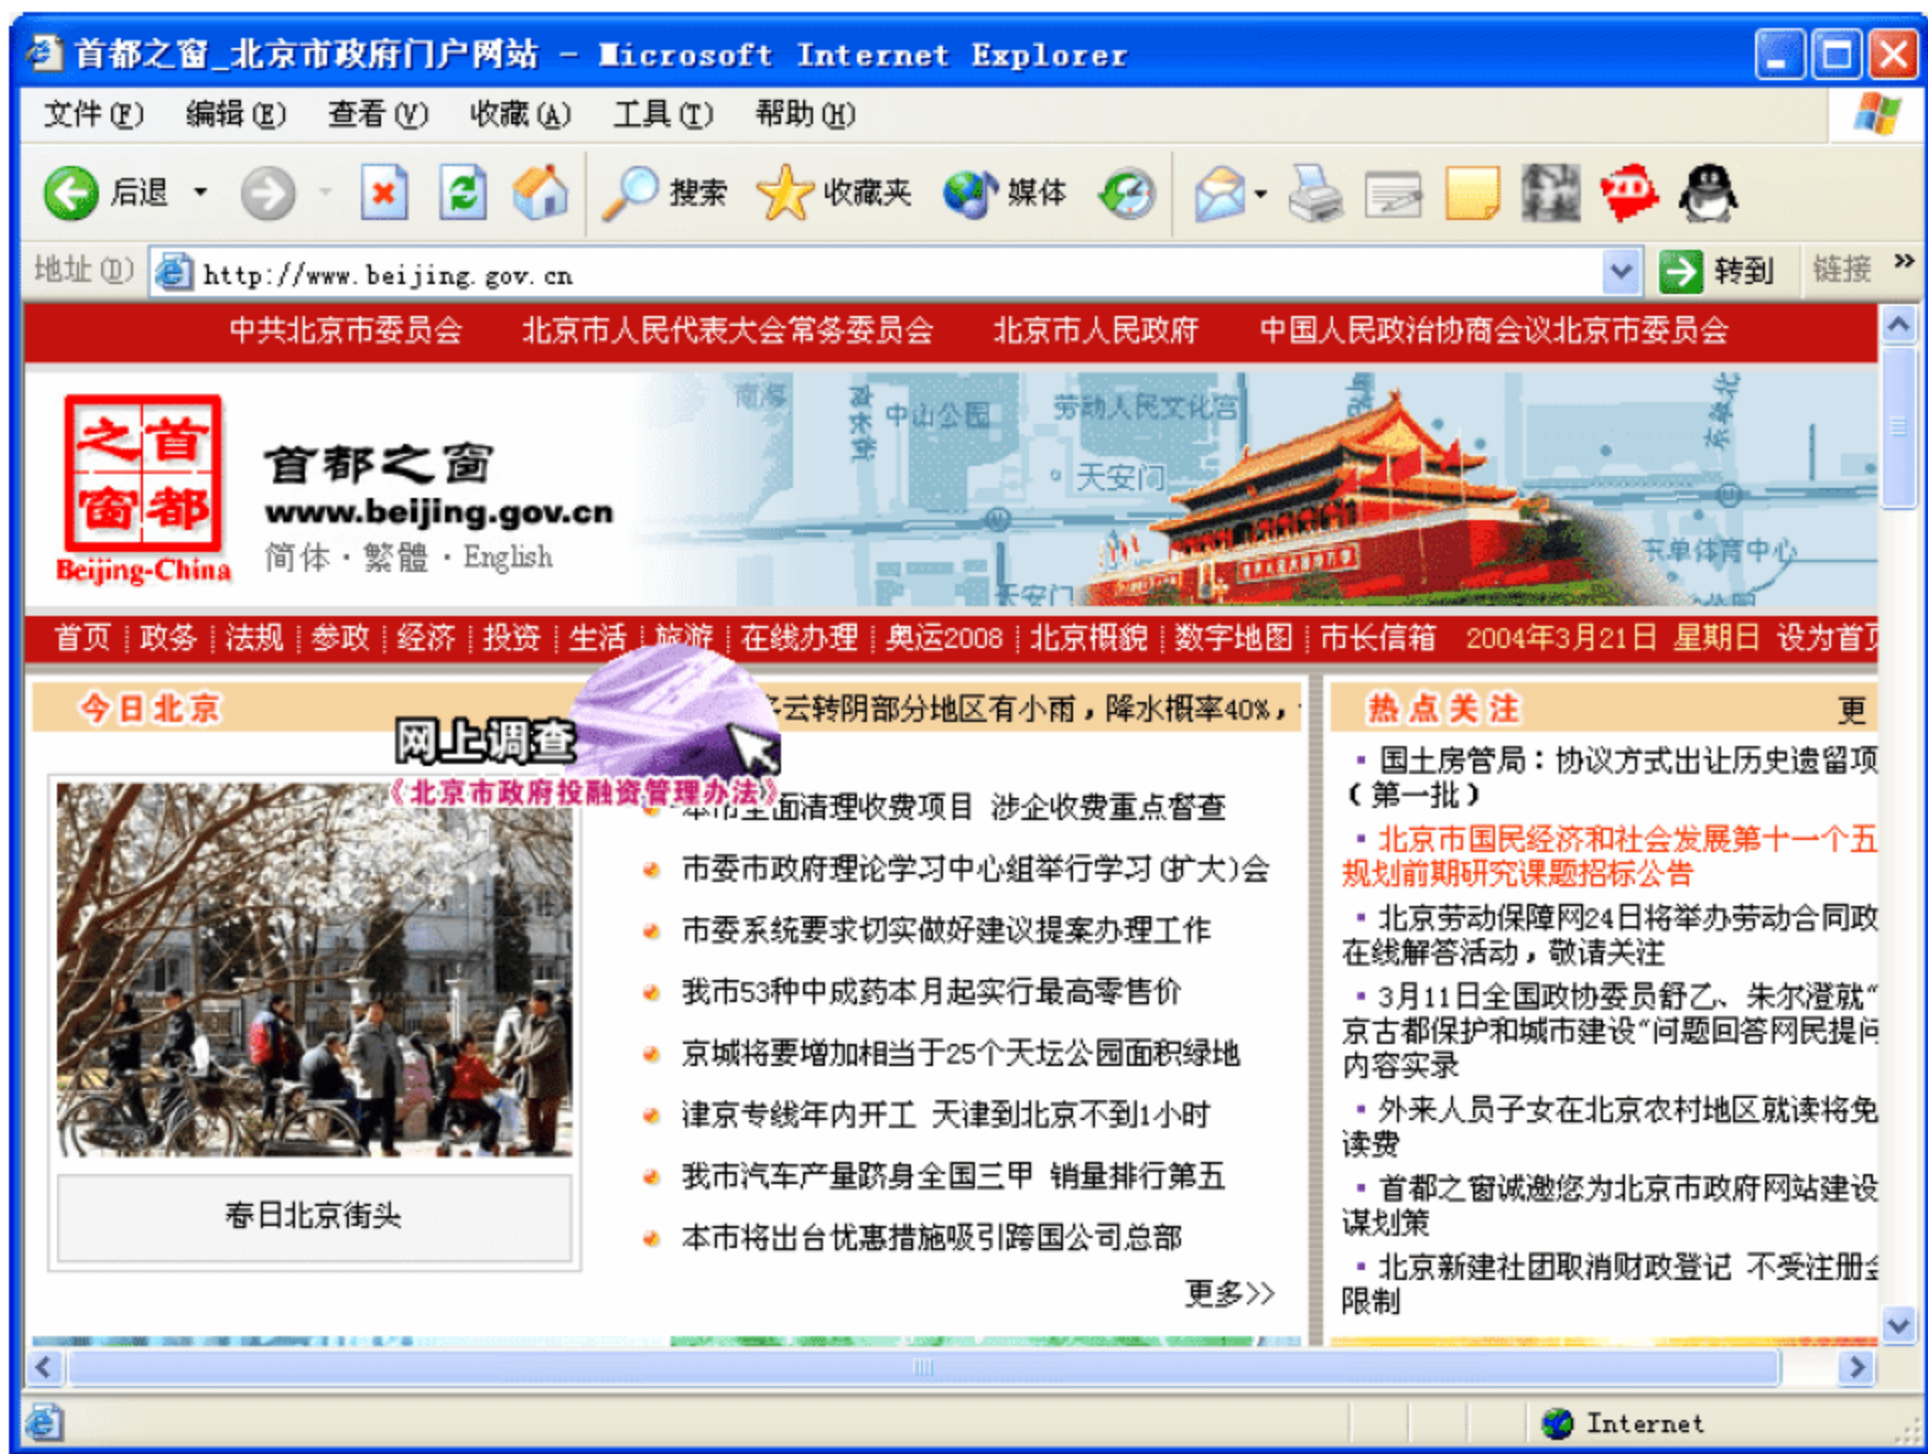 首都之窗_北京市政府门户网站 - Microsoft Internet Explorer
文件(F) 编辑(E) 查看(V) 收藏(A) 工具(T) 帮助(H)
后退 搜索 收藏夹 媒体
地址(D) http://www.beijing.gov.cn 转到 链接 »
中共北京市委员会 北京市人民代表大会常务委员会 北京市人民政府 中国人民政治协商会议北京市委员会
南海 中山公园 劳动人民文化宫
之首
窗都
Beijing-China
首都之窗
www.beijing.gov.cn
简体·繁體·English
天安门
东单体育中心
天安门
首页 政务 法规 参政 经济 投资 生活 旅游 在线办理 奥运2008 北京概貌 数字地图 市长信箱 2004年3月21日 星期日 设为首页
今日北京
云转阴部分地区有小雨，降水概率40%，
网上调查
《北京市政府投融资管理办法》
春日北京街头
本市全面清理收费项目 涉企收费重点督查
市委市政府理论学习中心组举行学习(扩大)会
市委系统要求切实做好建议提案办理工作
我市53种中成药本月起实行最高零售价
京城将要增加相当于25个天坛公园面积绿地
津京专线年内开工 天津到北京不到1小时
我市汽车产量跻身全国三甲 销量排行第五
本市将出台优惠措施吸引跨国公司总部
更多>>
热点关注 更
国土房管局：协议方式出让历史遗留项
（第一批）
北京市国民经济和社会发展第十一个五
规划前期研究课题招标公告
北京劳动保障网24日将举办劳动合同政
在线解答活动，敬请关注
3月11日全国政协委员舒乙、朱尔澄就“
京古都保护和城市建设“问题回答网民提问
内容实录
外来人员子女在北京农村地区就读将免
读费
首都之窗诚邀您为北京市政府网站建设
谋划策
北京新建社团取消财政登记 不受注册金
限制
Internet